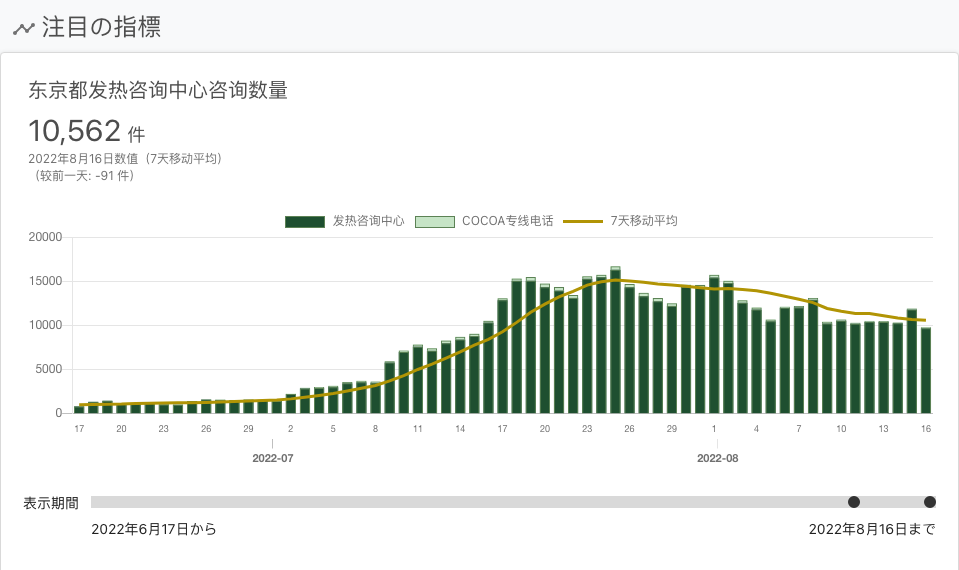 注目の指標
东京都发热咨询中心咨询数量
10,562 件
2022年8月16日数值（7天移动平均）
（较前一天: -91 件）
发热咨询中心 COCOA专线电话 7天移动平均
20000
15000
10000
5000
0
17 20 23 26 29 2 5 8 11 14 17 20 23 26 29 1 4 7 10 13 16
2022-07 2022-08
表示期間
2022年6月17日から 2022年8月16日まで